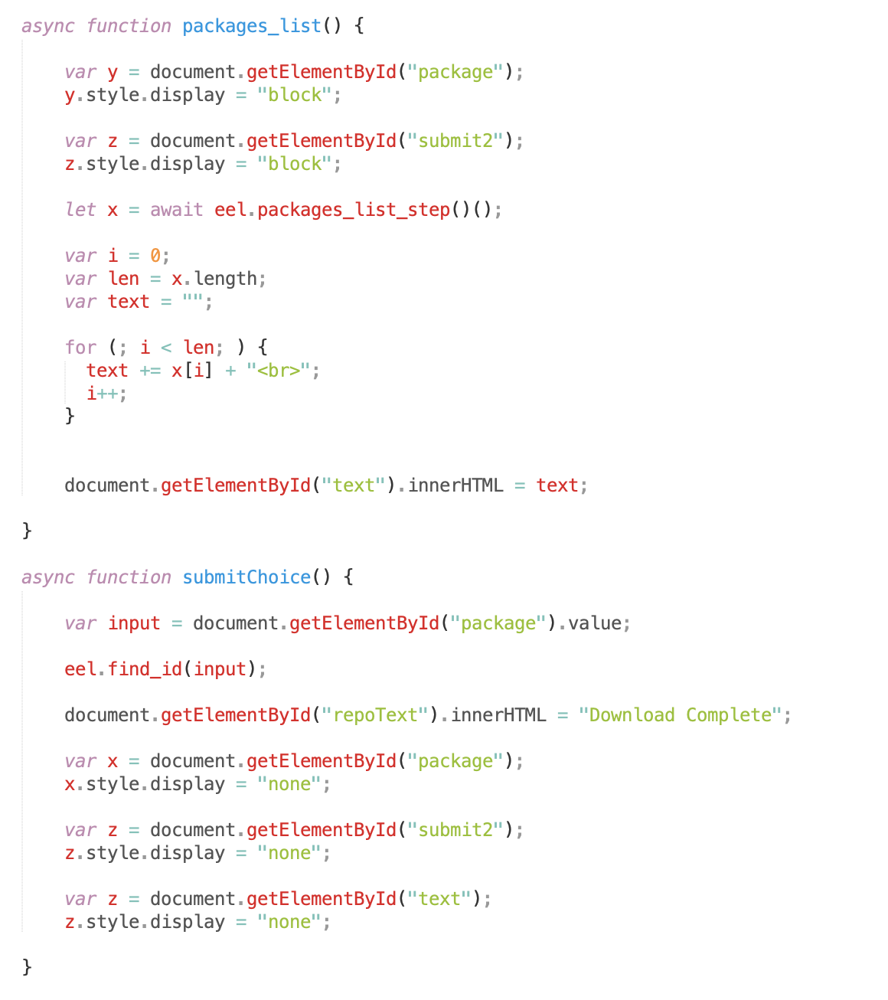 async function packages_list() {
var y = document.getElementById("package");
y.style.display = "block";
var z = document.getElementById("submit2");
z.style.display = "block";
let x = await eel.packages_list_step()();
var i = 0;
var len = x.length;
var text = "";
for (; i < len; ) {
text += x[i] + "<br>";
i++;
}
document.getElementById("text").innerHTML = text;
}
async function submitChoice() {
var input = document.getElementById("package").value;
eel.find_id(input);
document.getElementById("repoText").innerHTML = "Download Complete";
var x = document.getElementById("package");
x.style.display = "none";
var z = document.getElementById("submit2");
z.style.display = "none";
var z = document.getElementById("text");
z.style.display = "none";
}